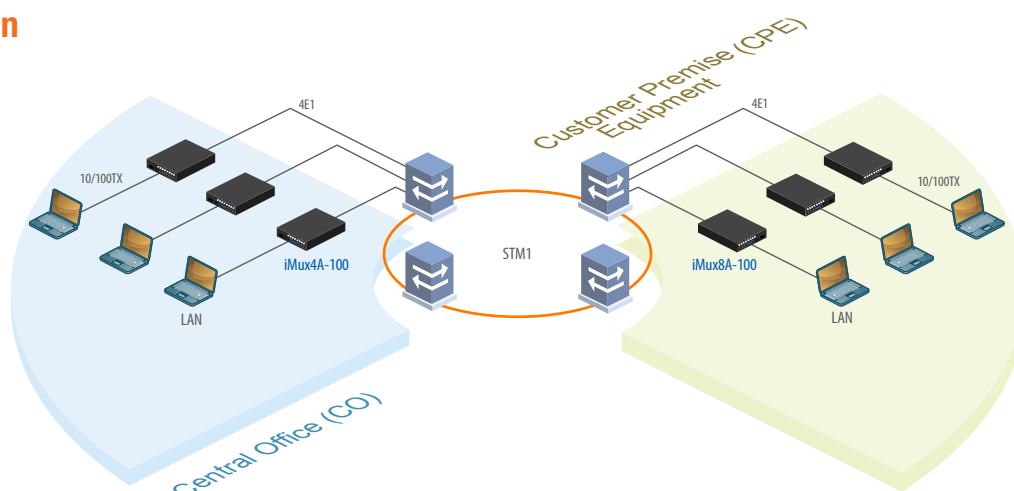 n
Customer Premise (CPE)
Equipment
4E1
4E1
10/100TX
10/100TX
STM1
iMux4A-100
iMux8A-100
LAN
LAN
Central Office (CO)